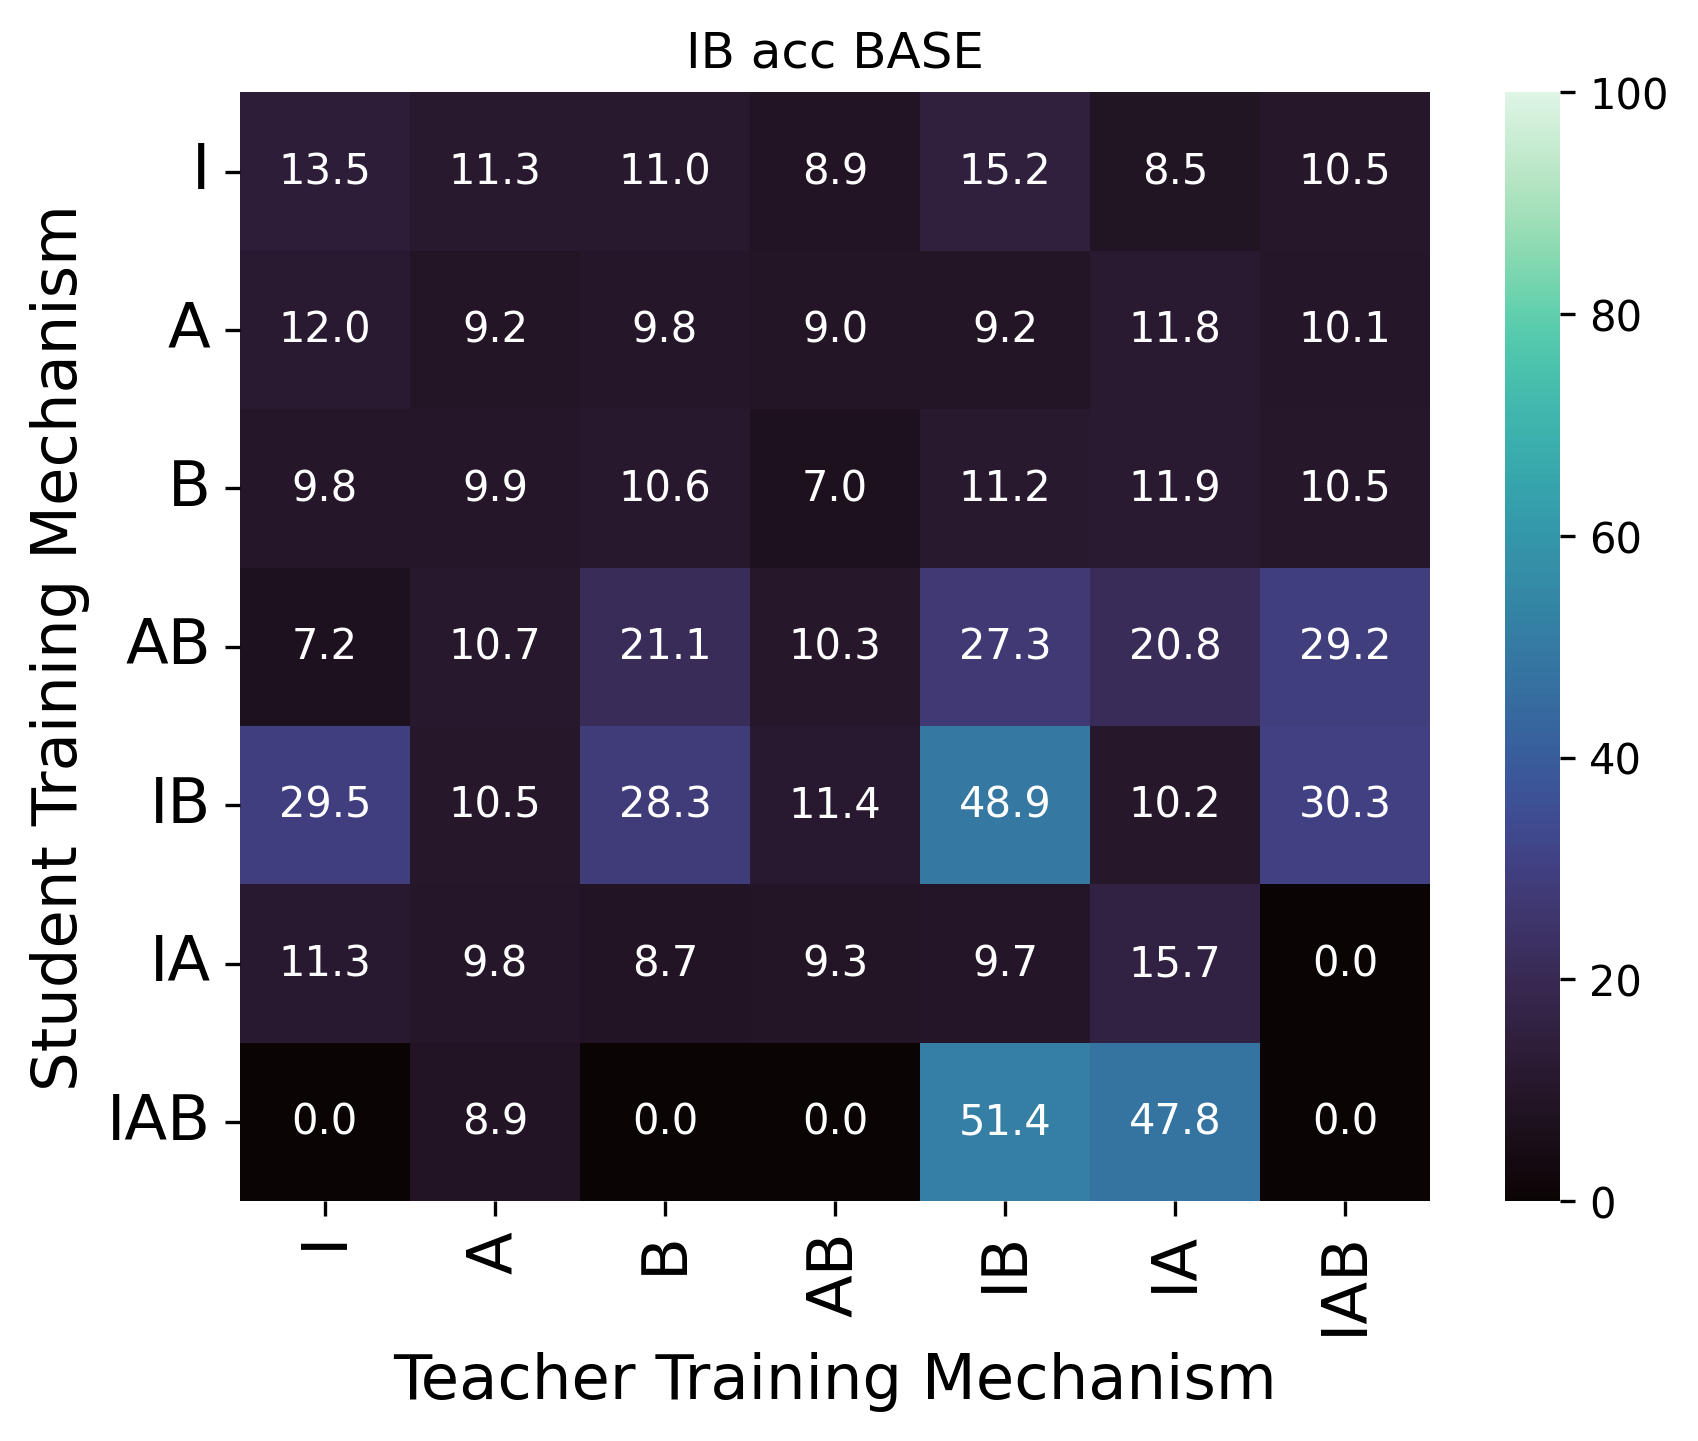 IB acc BASE
Student Training Mechanism
I 13.5 11.3 11.0 8.9 15.2 8.5 10.5
A 12.0 9.2 9.8 9.0 9.2 11.8 10.1
B 9.8 9.9 10.6 7.0 11.2 11.9 10.5
AB 7.2 10.7 21.1 10.3 27.3 20.8 29.2
IB 29.5 10.5 28.3 11.4 48.9 10.2 30.3
IA 11.3 9.8 8.7 9.3 9.7 15.7 0.0
IAB 0.0 8.9 0.0 0.0 51.4 47.8 0.0
I A B AB IB IA IAB
Teacher Training Mechanism
100
80
60
40
20
0